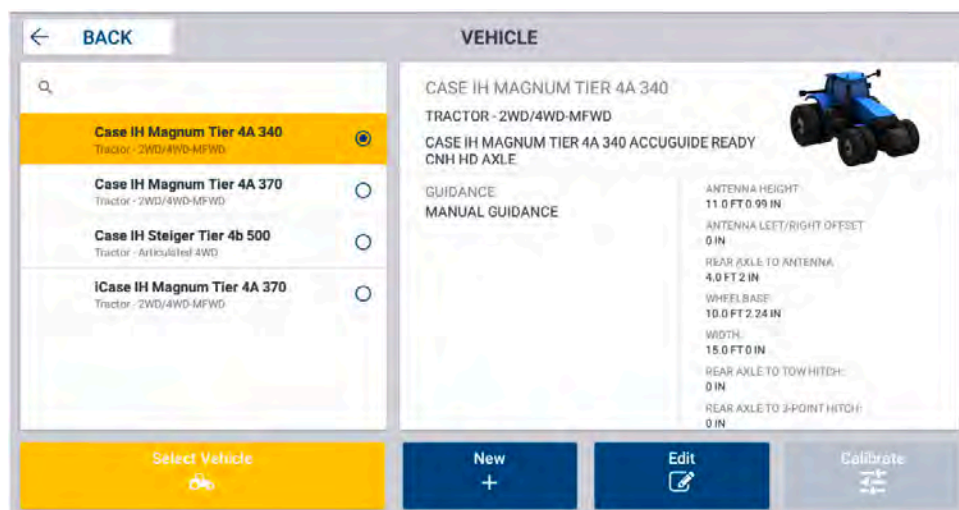 BACK
VEHICLE
Case IH Magnum Tier 4A 340
Tractor - 2WD/4WD-MFWD
Case IH Magnum Tier 4A 370
Tractor - 2WD/4WD-MFWD
Case IH Steiger Tier 4b 500
Tractor - Articulated 4WD
iCase IH Magnum Tier 4A 370
Tractor - 2WD/4WD-MFWD
CASE IH MAGNUM TIER 4A 340
TRACTOR - 2WD/4WD-MFWD
CASE IH MAGNUM TIER 4A 340 ACCUGUIDE READY
CNH HD AXLE
GUIDANCE
MANUAL GUIDANCE
ANTENNA HEIGHT
11.0 FT 0.99 IN
ANTENNA LEFT/RIGHT OFFSET
0 IN
REAR AXLE TO ANTENNA
4.0 FT 2 IN
WHEELBASE
10.0 FT 2.24 IN
WIDTH:
15.0 FT 0 IN
REAR AXLE TO TOW HITCH:
0 IN
REAR AXLE TO 3-POINT HITCH:
0 IN
Select Vehicle
New
Edit
Calibrate